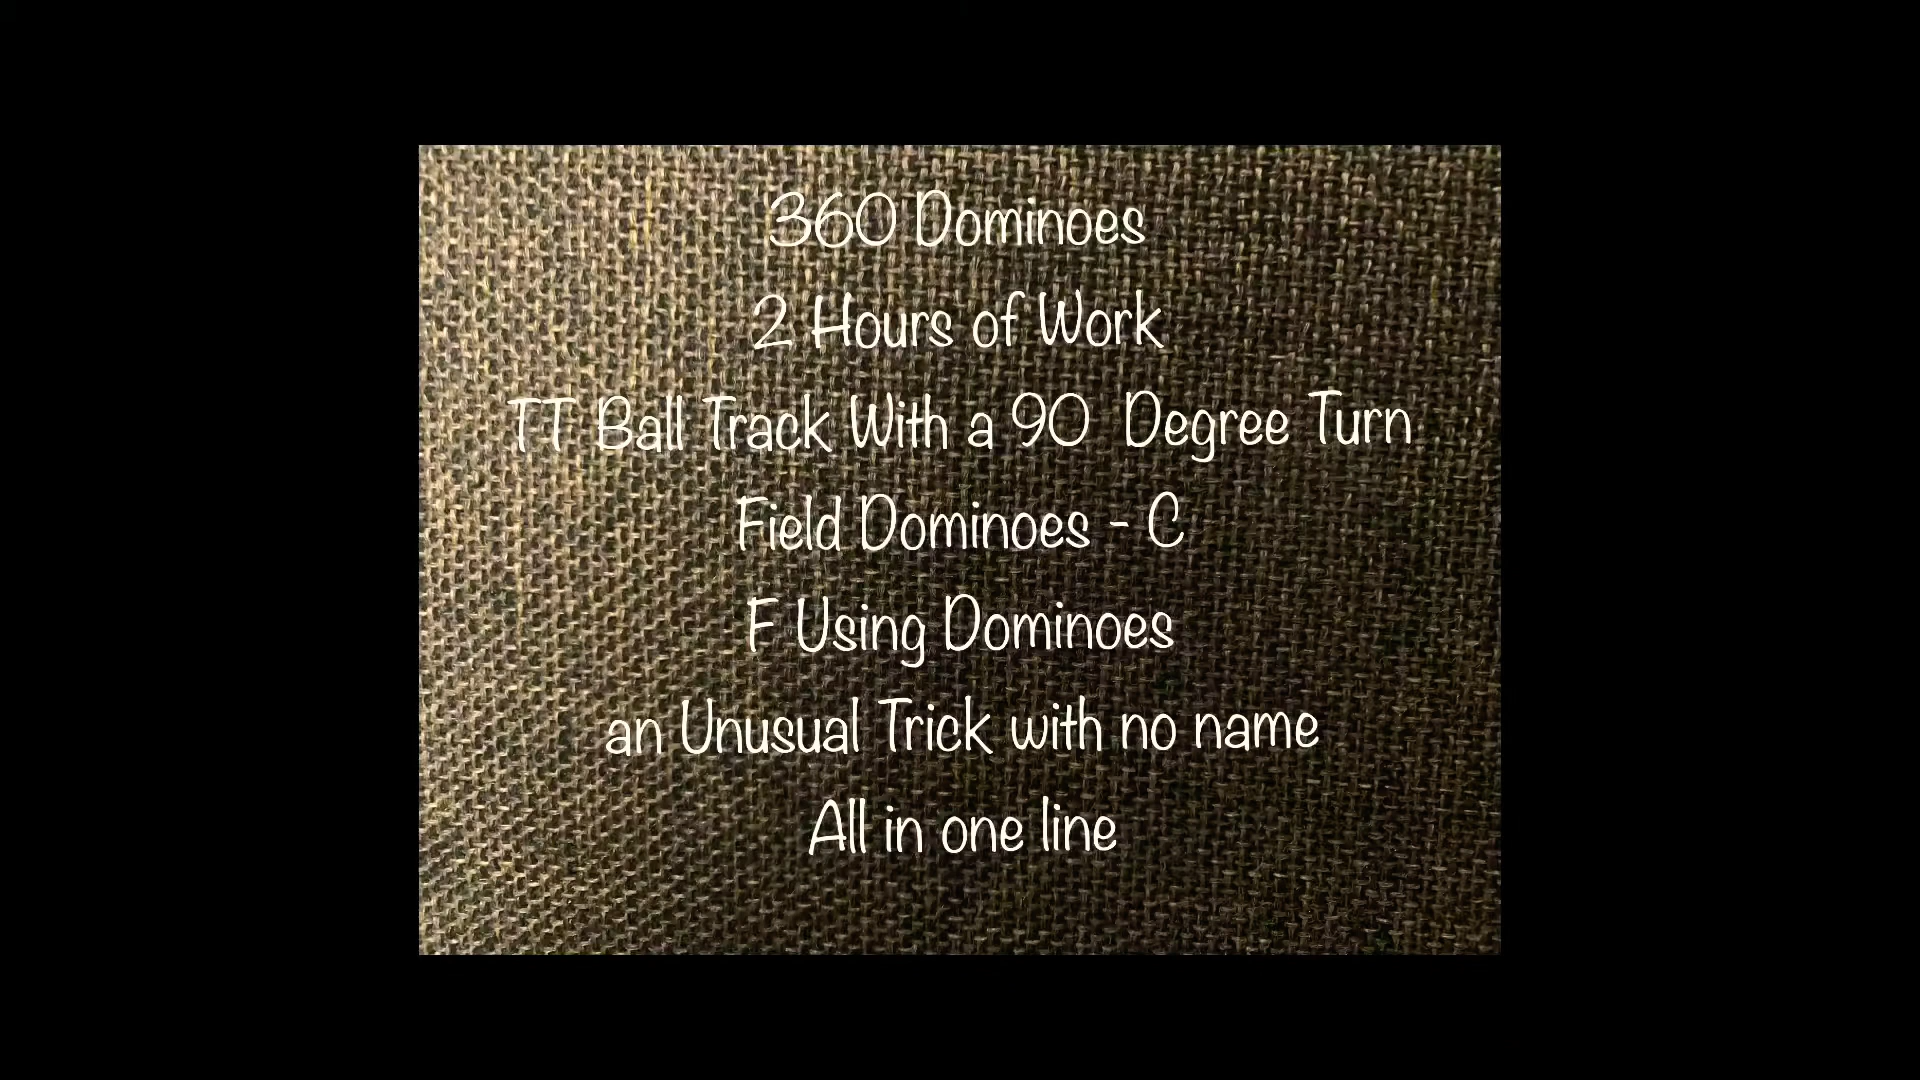 360 Dominoes
2 Hours of Work
TT Ball Track With a 90 Degree Turn
Field Dominoes - C
F Using Dominoes
an Unusual Trick with no name
All in one line